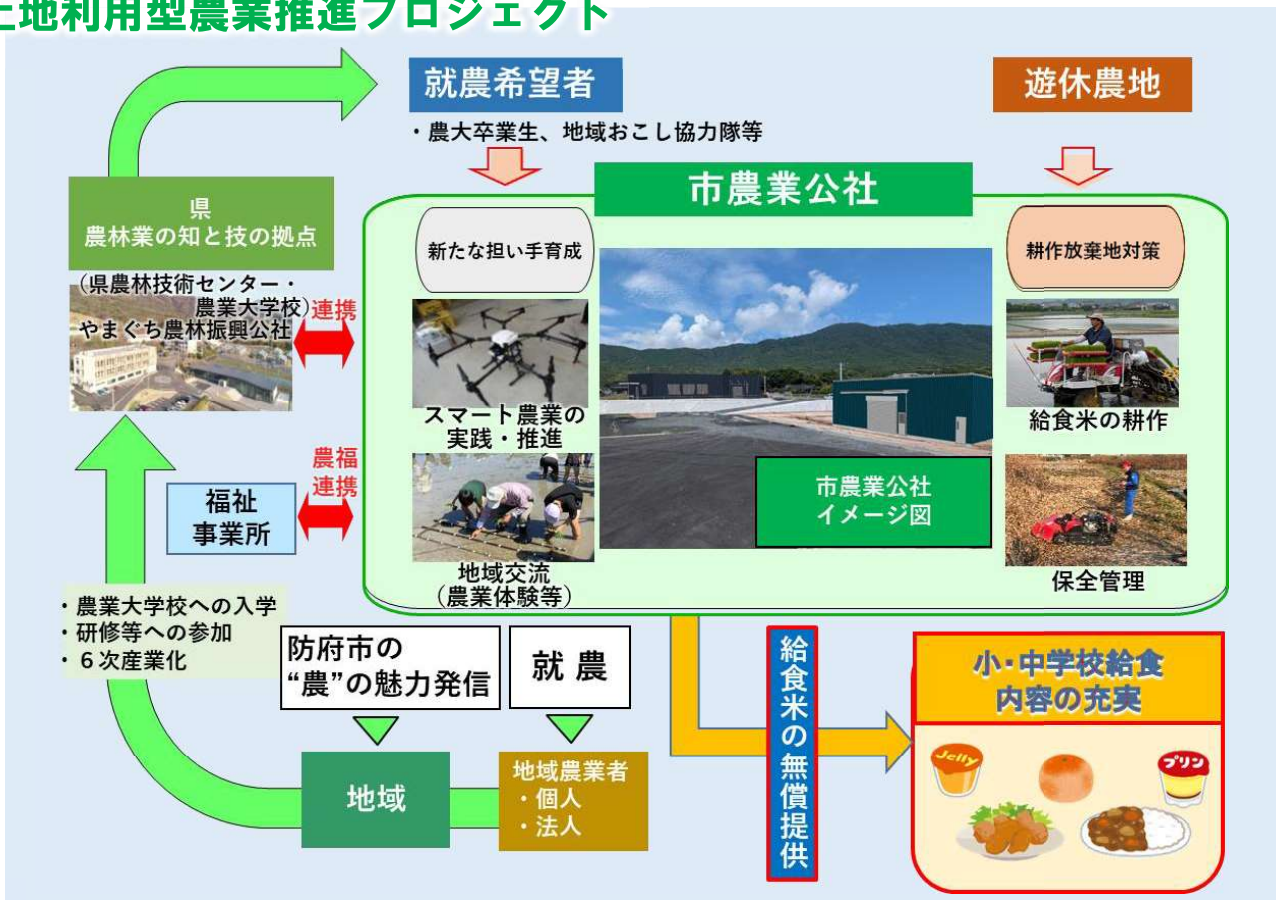 土地利用型農業推進プロジェクト
就農希望者
・農大卒業生、地域おこし協力隊等
遊休農地
県
農林業の知と技の拠点
(県農林技術センター・
農業大学校)
やまぐち農林振興公社
連携
市農業公社
新たな担い手育成
スマート農業の
実践・推進
地域交流
(農業体験等)
市農業公社
イメージ図
耕作放棄地対策
給食米の耕作
保全管理
農福
連携
福祉
事業所
・農業大学校への入学
・研修等への参加
・６次産業化
防府市の
“農”の魅力発信
就 農
地域
地域農業者
・個人
・法人
給食米の無償提供
小・中学校給食
内容の充実
Jelly
プリン